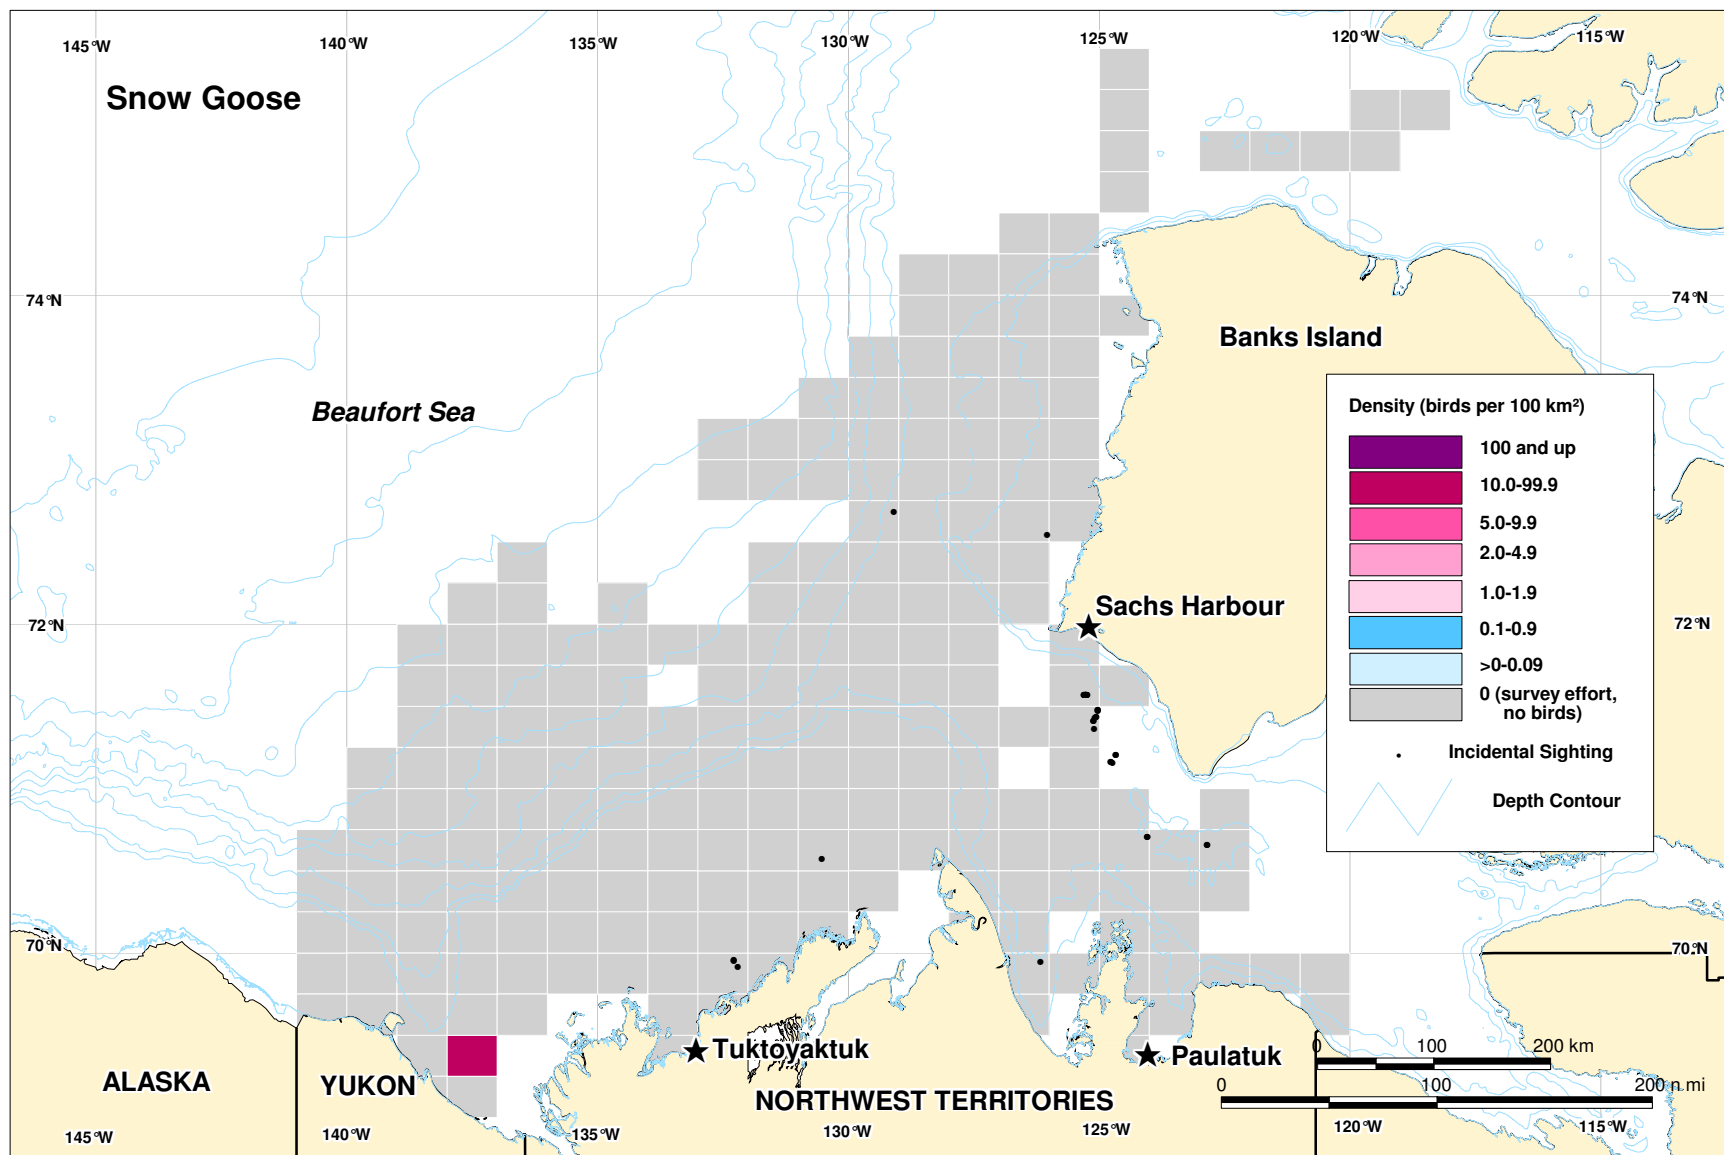 145°W 140°W 135°W 130°W 125°W 120°W 115°W
Snow Goose
74°N 74°N
Banks Island
Beaufort Sea
Density (birds per 100 km²)
100 and up
10.0-99.9
5.0-9.9
2.0-4.9
1.0-1.9
0.1-0.9
>0-0.09
0 (survey effort,
no birds)
Incidental Sighting
Depth Contour
Sachs Harbour
72°N 72°N
70°N 70°N
Tuktoyaktuk
Paulatuk
0 100 200 km
0 100 200 n mi
ALASKA
YUKON
NORTHWEST TERRITORIES
145°W 140°W 135°W 130°W 125°W 120°W 115°W